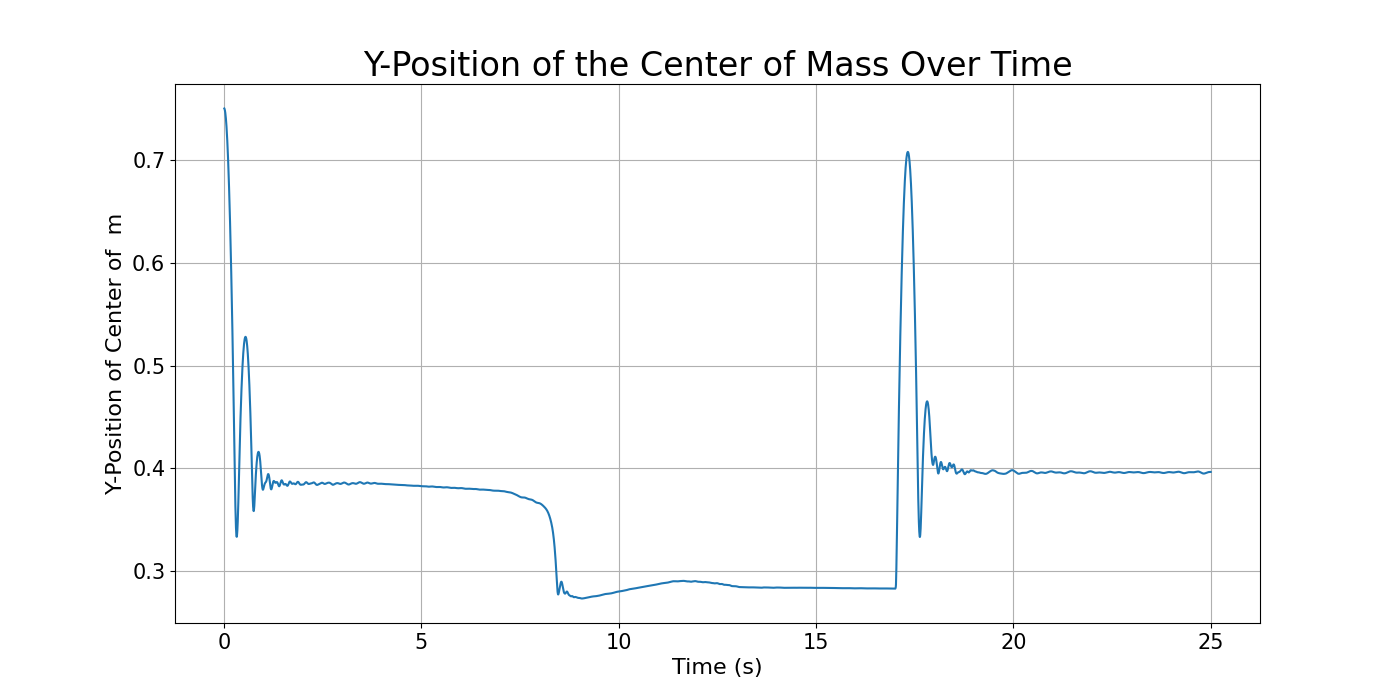 Y-Position of the Center of Mass Over Time
Y-Position of Center of  m
0.7
0.6
0.5
0.4
0.3
0 5 10 15 20 25
Time (s)